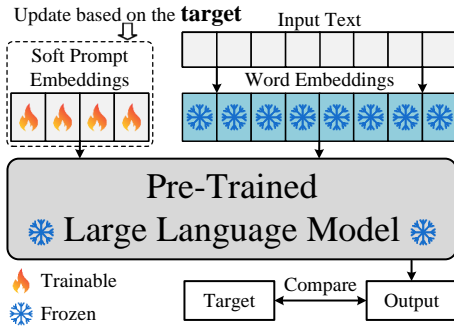 Update based on the target
Input Text
Soft Prompt
Embeddings
Word Embeddings
Pre-Trained
Large Language Model
Trainable
Frozen
Target
Compare
Output